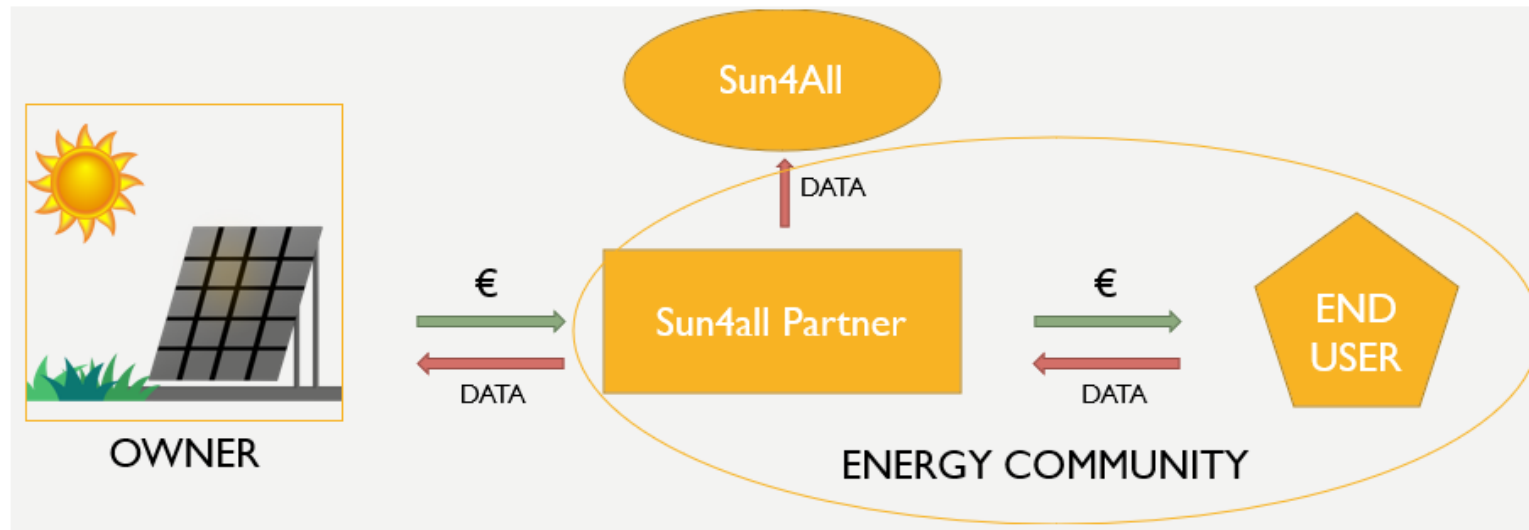 Sun4All
DATA
€
€
Sun4all Partner
END
USER
DATA
DATA
OWNER
ENERGY COMMUNITY